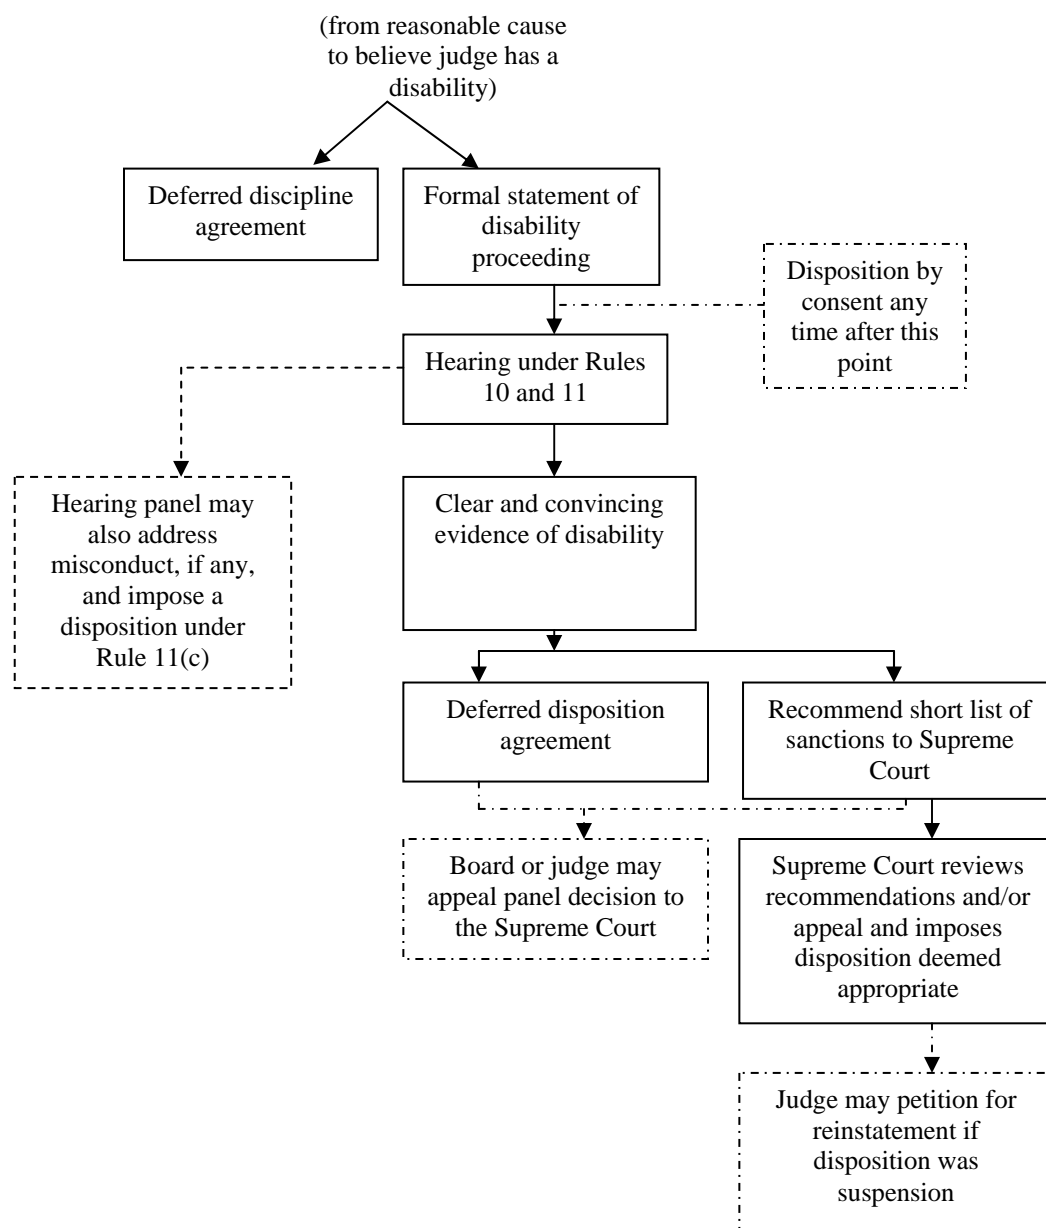 (from reasonable cause
to believe judge has a
disability)
Deferred discipline
agreement
Formal statement of
disability
proceeding
Disposition by
consent any
time after this
point
Hearing under Rules
10 and 11
Hearing panel may
also address
misconduct, if any,
and impose a
disposition under
Rule 11(c)
Clear and convincing
evidence of disability
Deferred disposition
agreement
Recommend short list of
sanctions to Supreme
Court
Board or judge may
appeal panel decision to
the Supreme Court
Supreme Court reviews
recommendations and/or
appeal and imposes
disposition deemed
appropriate
Judge may petition for
reinstatement if
disposition was
suspension